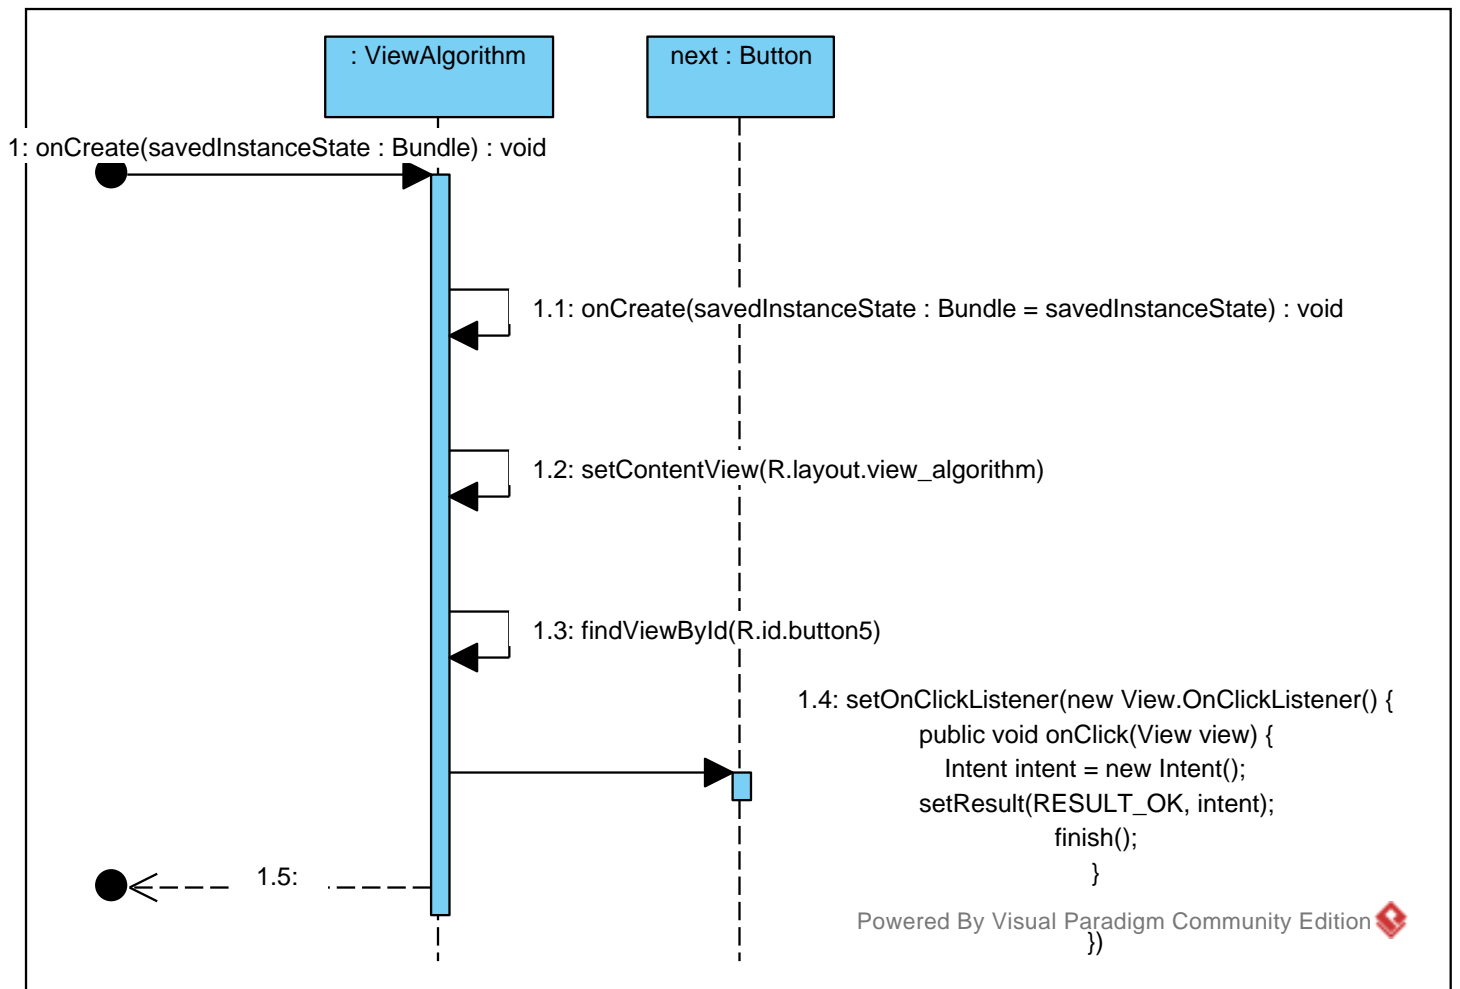 : ViewAlgorithm
next : Button
1: onCreate(savedInstanceState : Bundle) : void
1.1: onCreate(savedInstanceState : Bundle = savedInstanceState) : void
1.2: setContentView(R.layout.view_algorithm)
1.3: findViewById(R.id.button5)
1.4: setOnClickListener(new View.OnClickListener() {
public void onClick(View view) {
Intent intent = new Intent();
setResult(RESULT_OK, intent);
finish();
}
1.5:
Powered By Visual Paradigm Community Edition
})